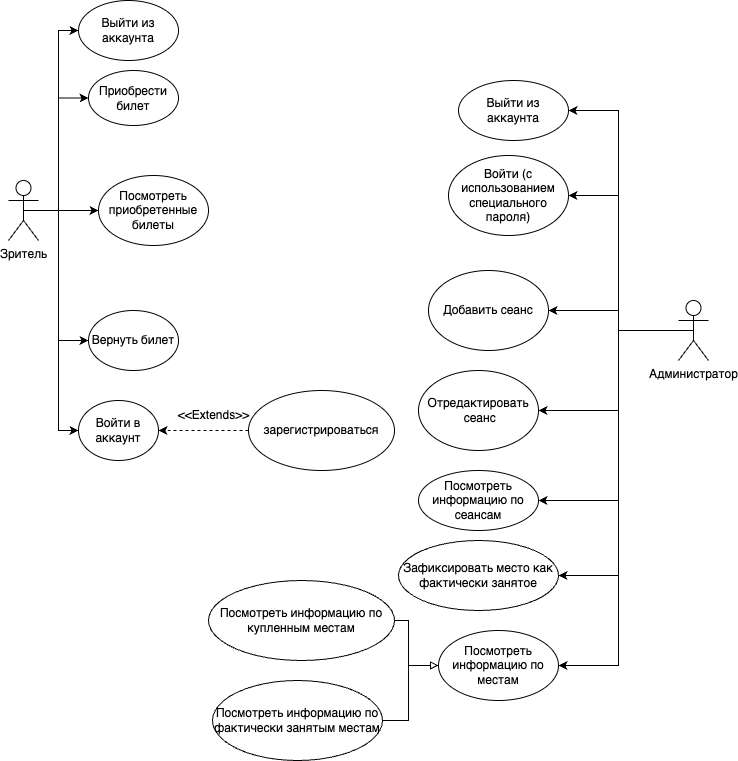 Выйти из
аккаунта
Приобрести
билет
Посмотреть
приобретенные
билеты
Зритель
Вернуть билет
Войти в
аккаунт
<<Extends>>
зарегистрироваться
Выйти из
аккаунта
Войти (с
использованием
специального
пароля)
Добавить сеанс
Администратор
Отредактировать
сеанс
Посмотреть
информацию по
сеансам
Зафиксировать место как
фактически занятое
Посмотреть информацию по
купленным местам
Посмотреть
информацию по
местам
Посмотреть информацию по
фактически занятым местам